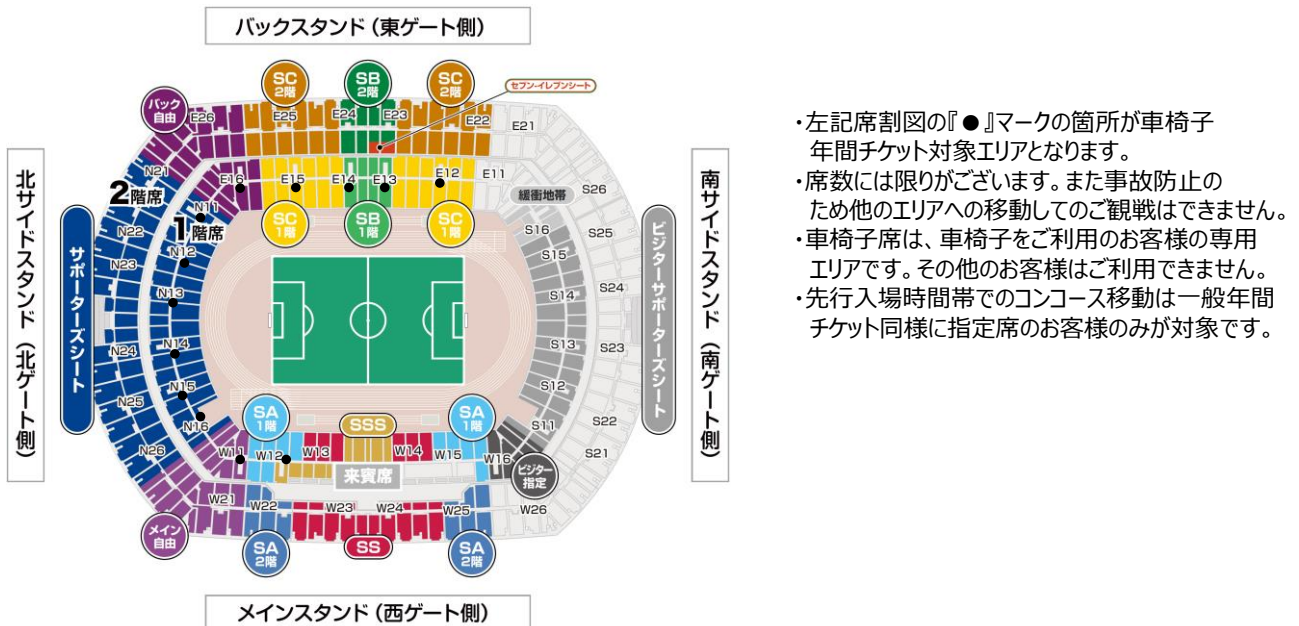 バックスタンド（東ゲート側）
SC
2階
SB
2階
SC
2階
セブン-イレブンシート
バック
自由
E26
E25
E24
E23
E22
E21
N21
2階席
N11
1階席
E16
E15
E14
E13
E12
E11
緩衝地帯
S26
SC
1階
SB
1階
SC
1階
S16
S25
N22
N12
S15
N23
N13
S14
S24
N24
N14
S13
S23
N25
N15
S12
S22
N26
N16
S11
S21
北サイドスタンド（北ゲート側）
サポーターズシート
ビジターサポーターズシート
南サイドスタンド（南ゲート側）
SA
1階
SSS
SA
1階
W11
W12
W13
W14
W15
W16
来賓席
ビジター
指定
W21
W22
W23
W24
W25
W26
メイン
自由
SA
2階
SS
SA
2階
メインスタンド（西ゲート側）
・左記席割図の『●』マークの箇所が車椅子
年間チケット対象エリアとなります。
・席数には限りがございます。また事故防止の
ため他のエリアへの移動してのご観戦はできません。
・車椅子席は、車椅子をご利用のお客様の専用
エリアです。その他のお客様はご利用できません。
・先行入場時間帯でのコンコース移動は一般年間
チケット同様に指定席のお客様のみが対象です。